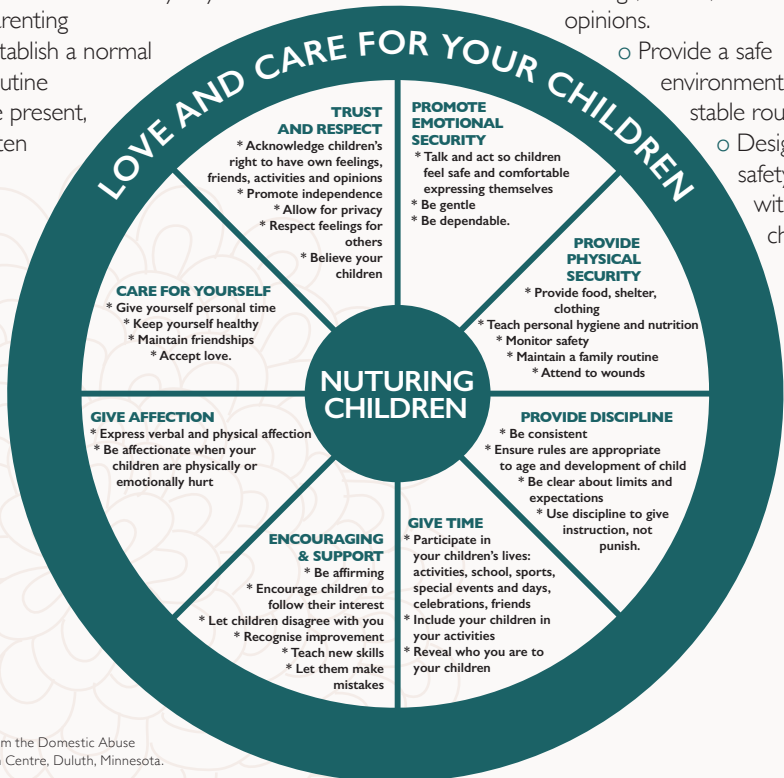 arenting
stablish a normal
utine
e present,
ten
opinions.
o Provide a safe
environment
stable rou
o Desig
safety
wit
ch
LOVE AND CARE FOR YOUR CHILDREN
TRUST
AND RESPECT
* Acknowledge children’s
right to have own feelings,
friends, activities and opinions
* Promote independence
* Allow for privacy
* Respect feelings for
others
* Believe your
children
PROMOTE
EMOTIONAL
SECURITY
* Talk and act so children
feel safe and comfortable
expressing themselves
* Be gentle
* Be dependable.
PROVIDE
PHYSICAL
SECURITY
* Provide food, shelter,
clothing
* Teach personal hygiene and nutrition
* Monitor safety
* Maintain a family routine
* Attend to wounds
PROVIDE DISCIPLINE
* Be consistent
* Ensure rules are appropriate
to age and development of child
* Be clear about limits and
expectations
* Use discipline to give
instruction, not
punish.
GIVE TIME
* Participate in
your children’s lives:
activities, school, sports,
special events and days,
celebrations, friends
* Include your children in
your activities
* Reveal who you are to
your children
ENCOURAGING
& SUPPORT
* Be affirming
* Encourage children to
follow their interest
* Let children disagree with you
* Recognise improvement
* Teach new skills
* Let them make
mistakes
GIVE AFFECTION
* Express verbal and physical affection
* Be affectionate when your
children are physically or
emotionally hurt
CARE FOR YOURSELF
* Give yourself personal time
* Keep yourself healthy
* Maintain friendships
* Accept love.
NUTURING
CHILDREN
m the Domestic Abuse
n Centre, Duluth, Minnesota.